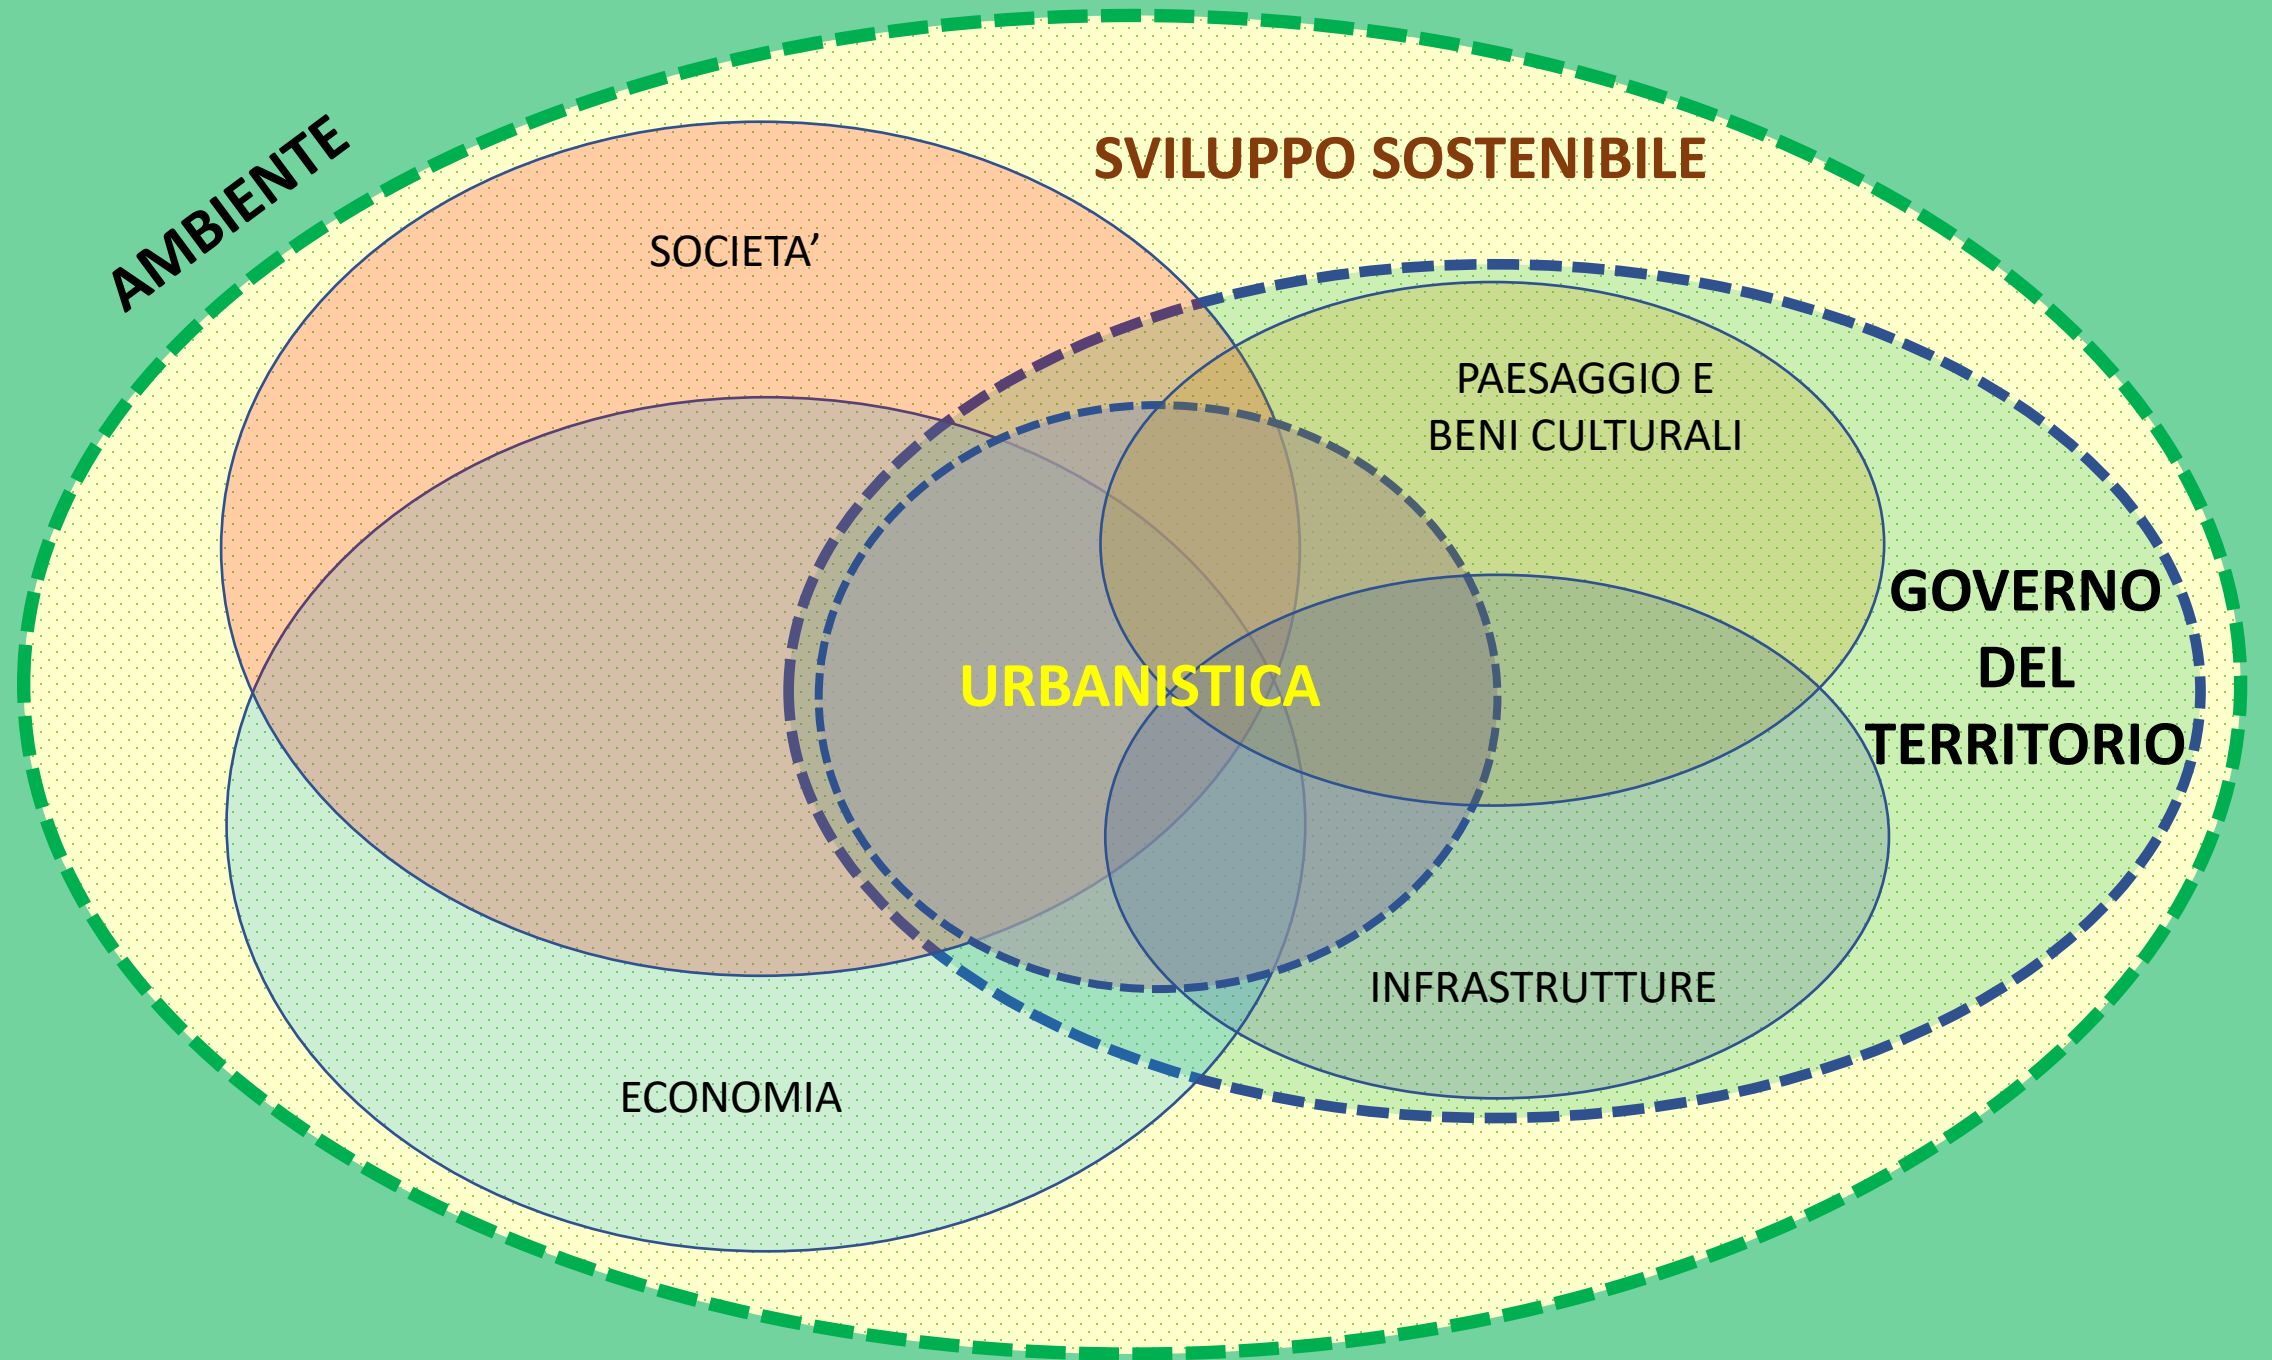 AMBIENTE
SVILUPPO SOSTENIBILE
SOCIETA’
PAESAGGIO E
BENI CULTURALI
GOVERNO
DEL
TERRITORIO
URBANISTICA
INFRASTRUTTURE
ECONOMIA